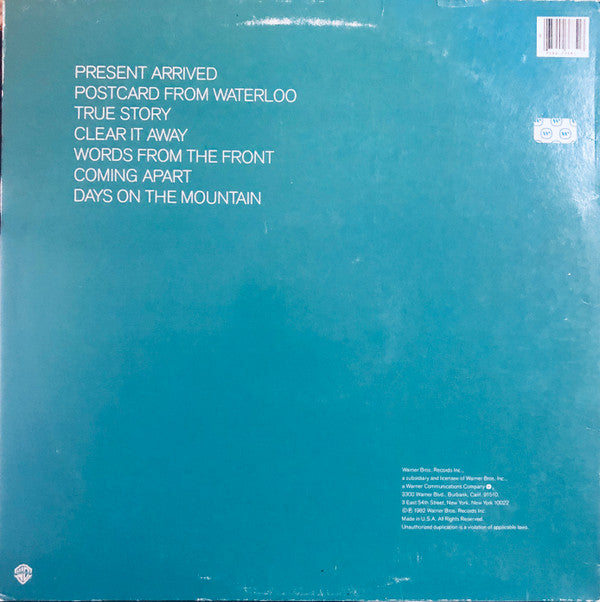 PRESENT ARRIVED
POSTCARD FROM WATERLOO
TRUE STORY
CLEAR IT AWAY
WORDS FROM THE FRONT
COMING APART
DAYS ON THE MOUNTAIN
Warner Bros. Records Inc.,
a subsidiary and licensee of Warner Bros. Inc.,
a Warner Communications Company
3300 Warner Blvd., Burbank, Calif. 91510.
3 East 54th Street, New York, New York 10022
©℗ 1982 Warner Bros. Records Inc.
Made in U.S.A. All Rights Reserved.
Unauthorized duplication is a violation of applicable laws.